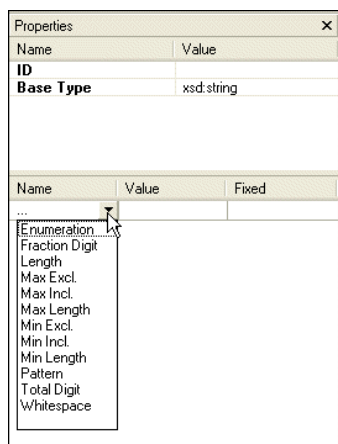 Properties
Name Value
ID
Base Type xsd:string
Name Value Fixed
...
Enumeration
Fraction Digit
Length
Max Excl.
Max Incl.
Max Length
Min Excl.
Min Incl.
Min Length
Pattern
Total Digit
Whitespace